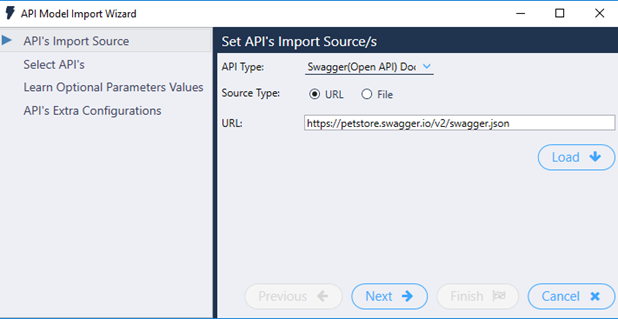 API Model Import Wizard
API's Import Source
Select API's
Learn Optional Parameters Values
API's Extra Configurations
Set API's Import Source/s
API Type: Swagger(Open API) Doc
Source Type: URL File
URL: https://petstore.swagger.io/v2/swagger.json
Load
Previous Next Finish Cancel